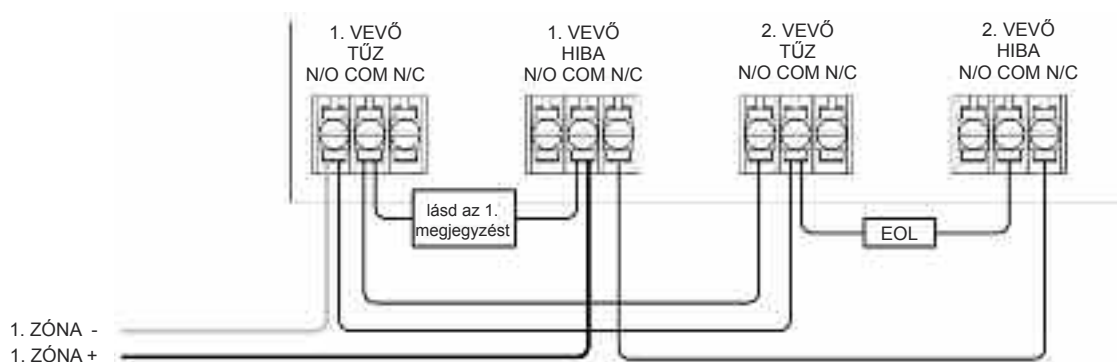 1. VEVŐ
TŰZ
N/O COM N/C
1. VEVŐ
HIBA
N/O COM N/C
2. VEVŐ
TŰZ
N/O COM N/C
2. VEVŐ
HIBA
N/O COM N/C
lásd az 1.
megjegyzést
EOL
1. ZÓNA -
1. ZÓNA +